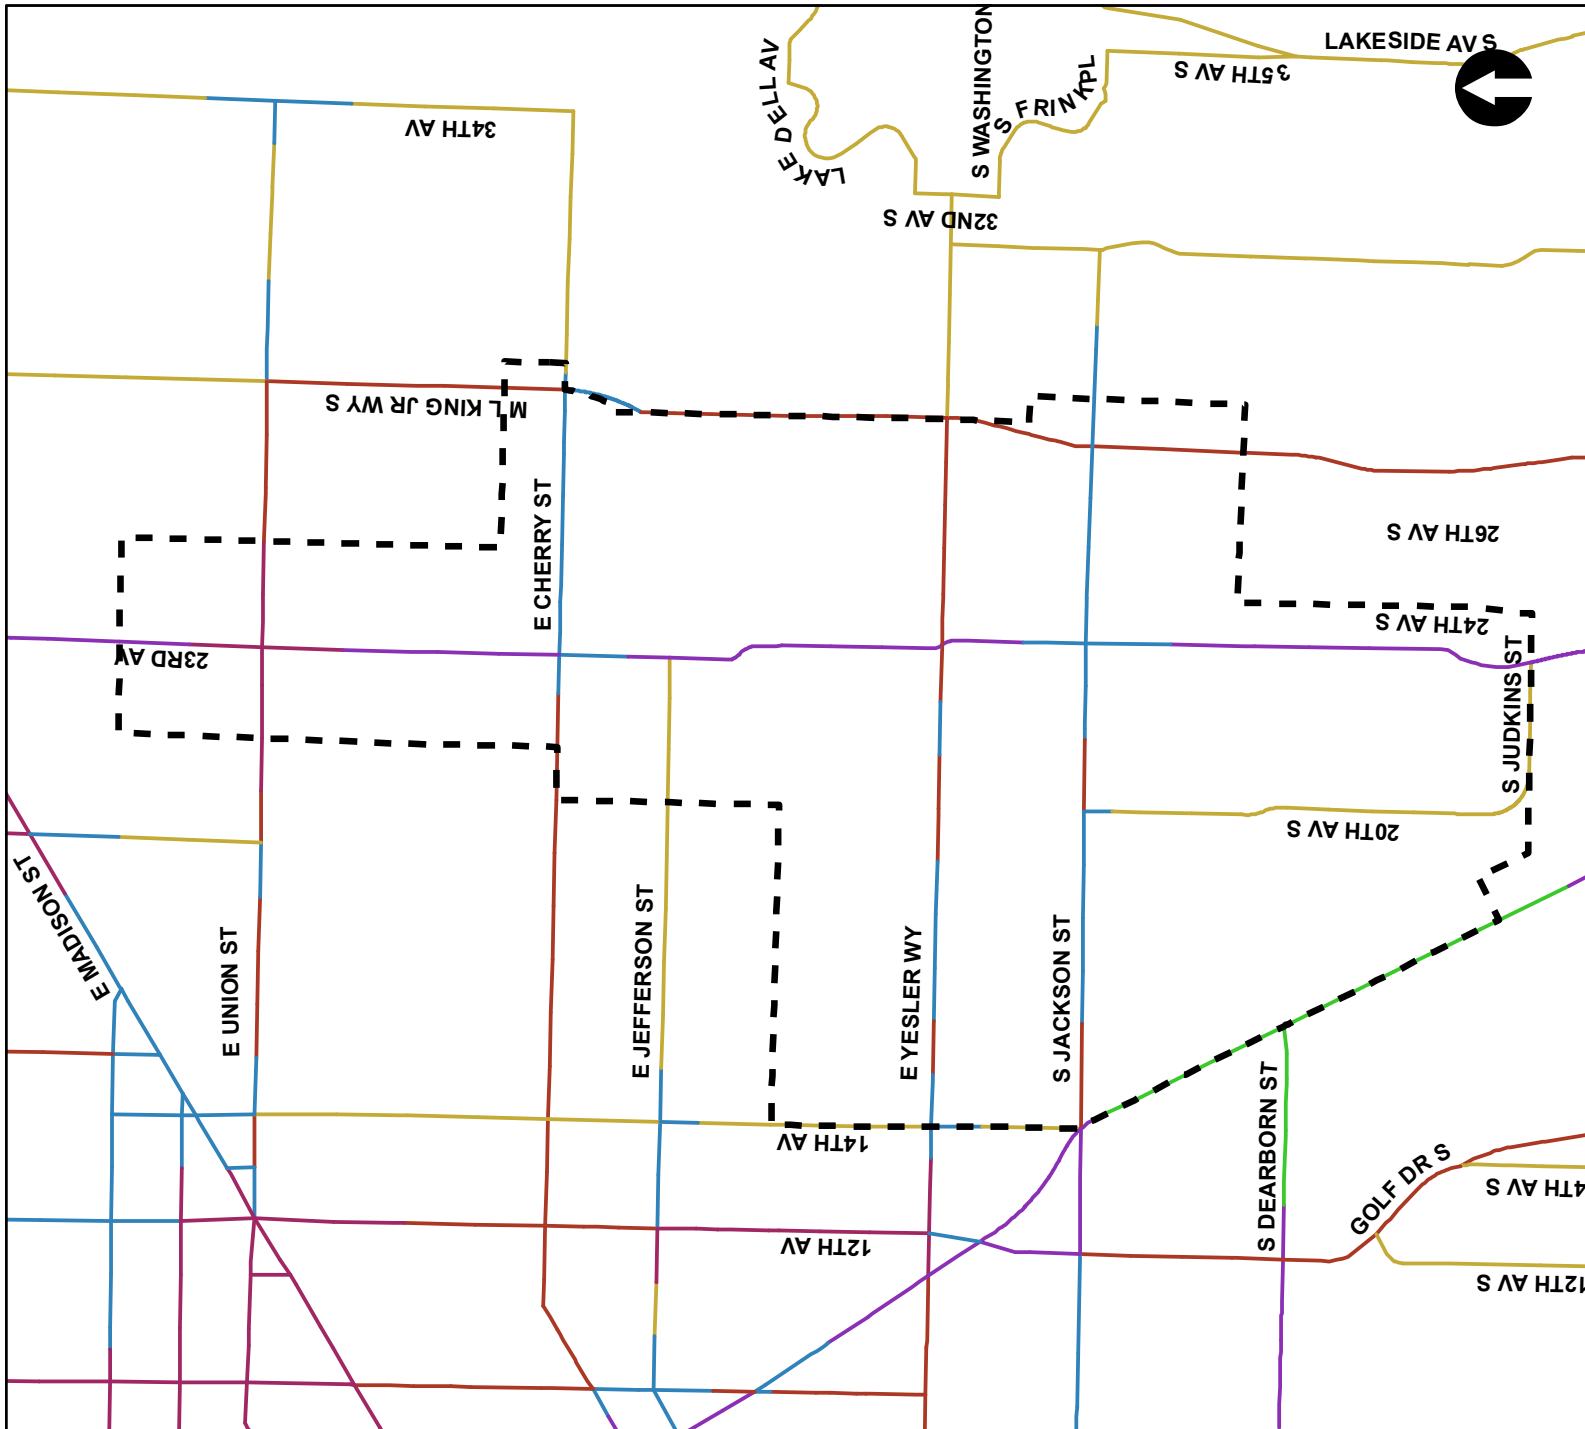 LAKESIDE AV S
35TH AV S
S WASHINGTON
S FRINK PL
LAKE DELL AV
LAKE
32ND AV S
34TH AV
M L KING JR WY S
E CHERRY ST
26TH AV S
24TH AV S
23RD AV
S JUDKINS ST
20TH AV S
E MADISON ST
E UNION ST
E JEFFERSON ST
E YESLER WY
S JACKSON ST
S DEARBORN ST
14TH AV
GOLF DR S
4TH AV S
12TH AV
12TH AV S